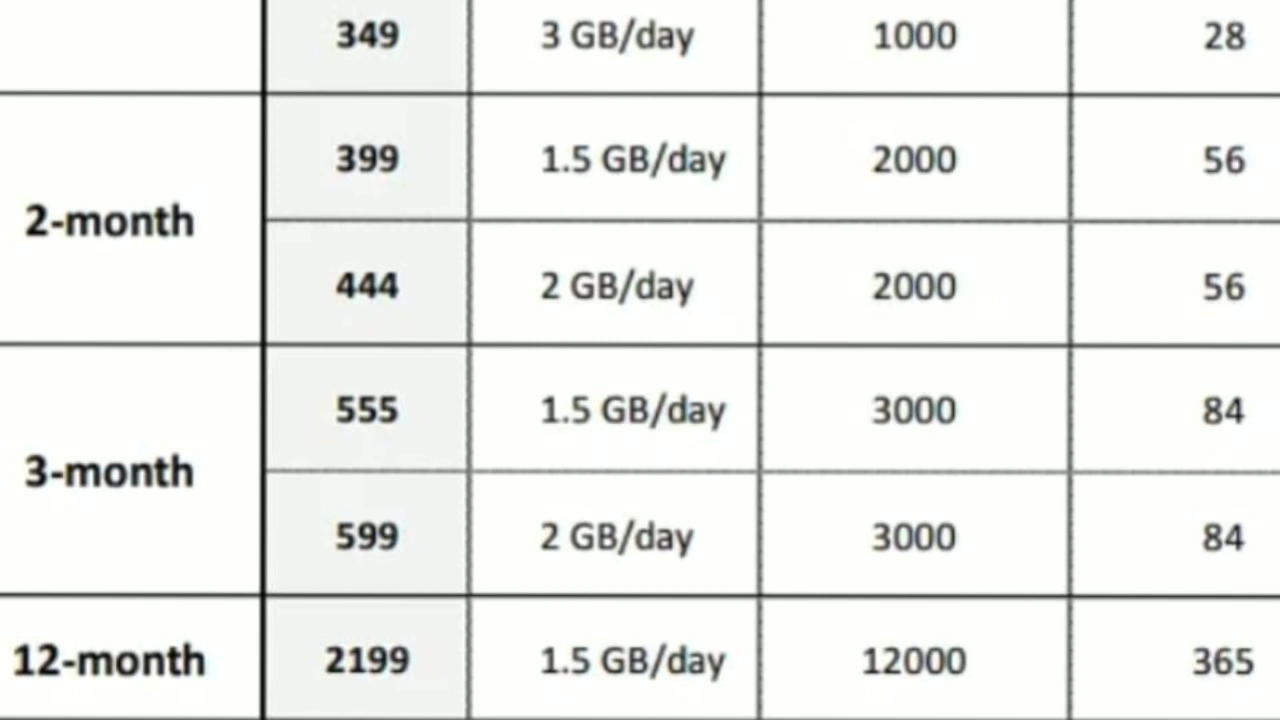 349 3 GB/day 1000 28
2-month
399 1.5 GB/day 2000 56
444 2 GB/day 2000 56
3-month
555 1.5 GB/day 3000 84
599 2 GB/day 3000 84
12-month 2199 1.5 GB/day 12000 365